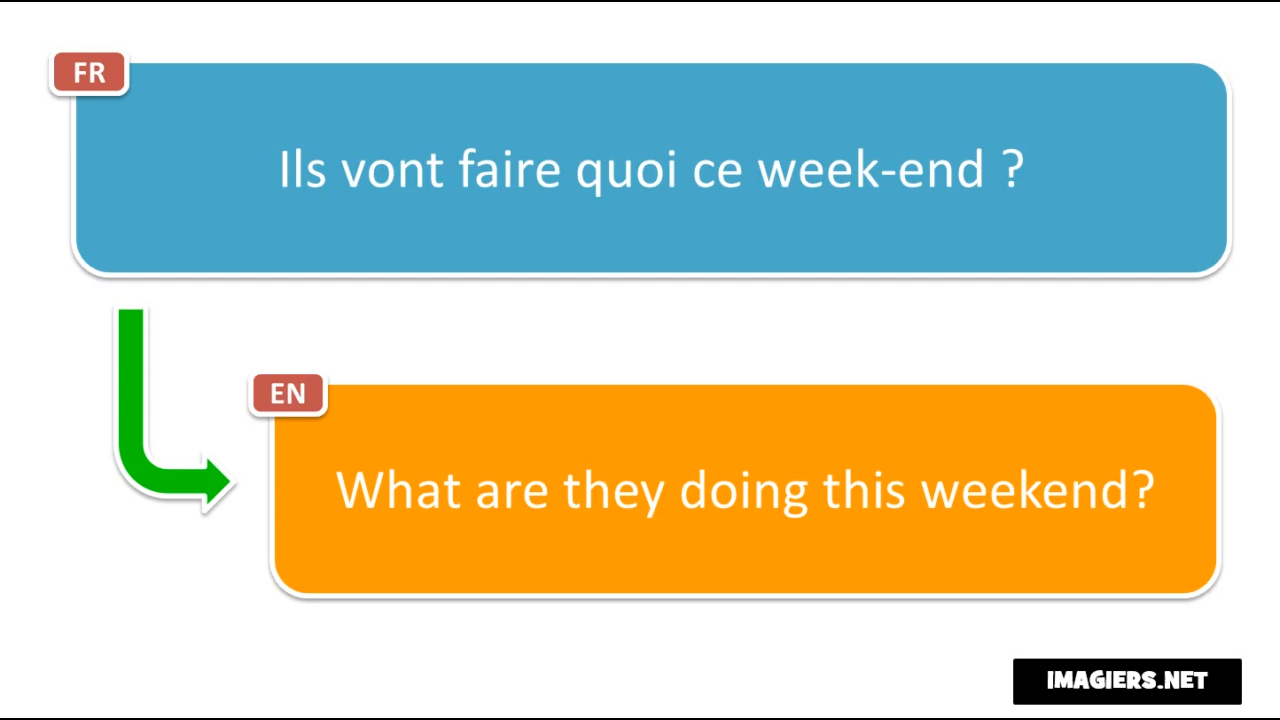 FR
Ils vont faire quoi ce week-end ?
EN
What are they doing this weekend?
IMAGIERS.NET